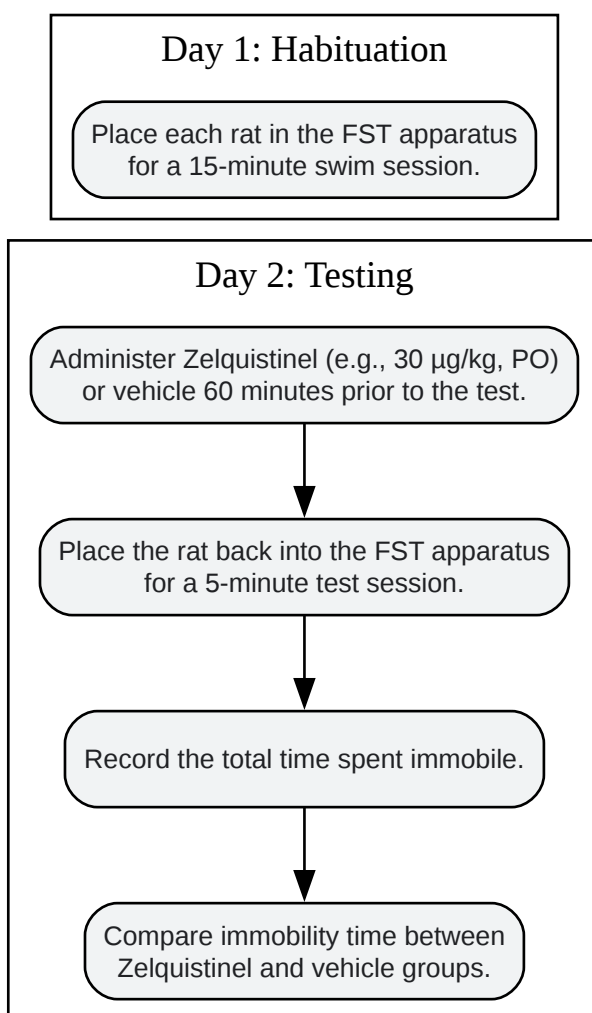 Day 1: Habituation
Place each rat in the FST apparatus
for a 15-minute swim session.
Day 2: Testing
Administer Zelquistinel (e.g., 30 µg/kg, PO)
or vehicle 60 minutes prior to the test.
Place the rat back into the FST apparatus
for a 5-minute test session.
Record the total time spent immobile.
Compare immobility time between
Zelquistinel and vehicle groups.